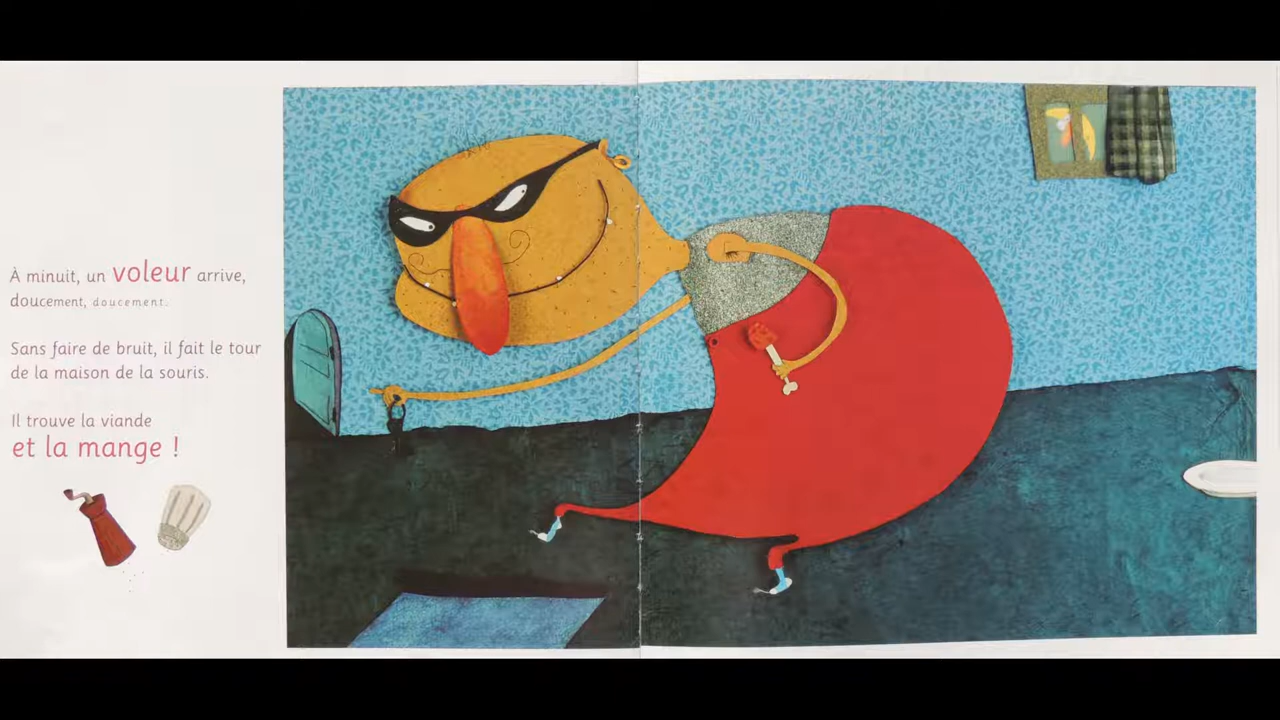 À minuit, un voleur arrive,
doucement, doucement.
Sans faire de bruit, il fait le tour
de la maison de la souris.
Il trouve la viande
et la mange !